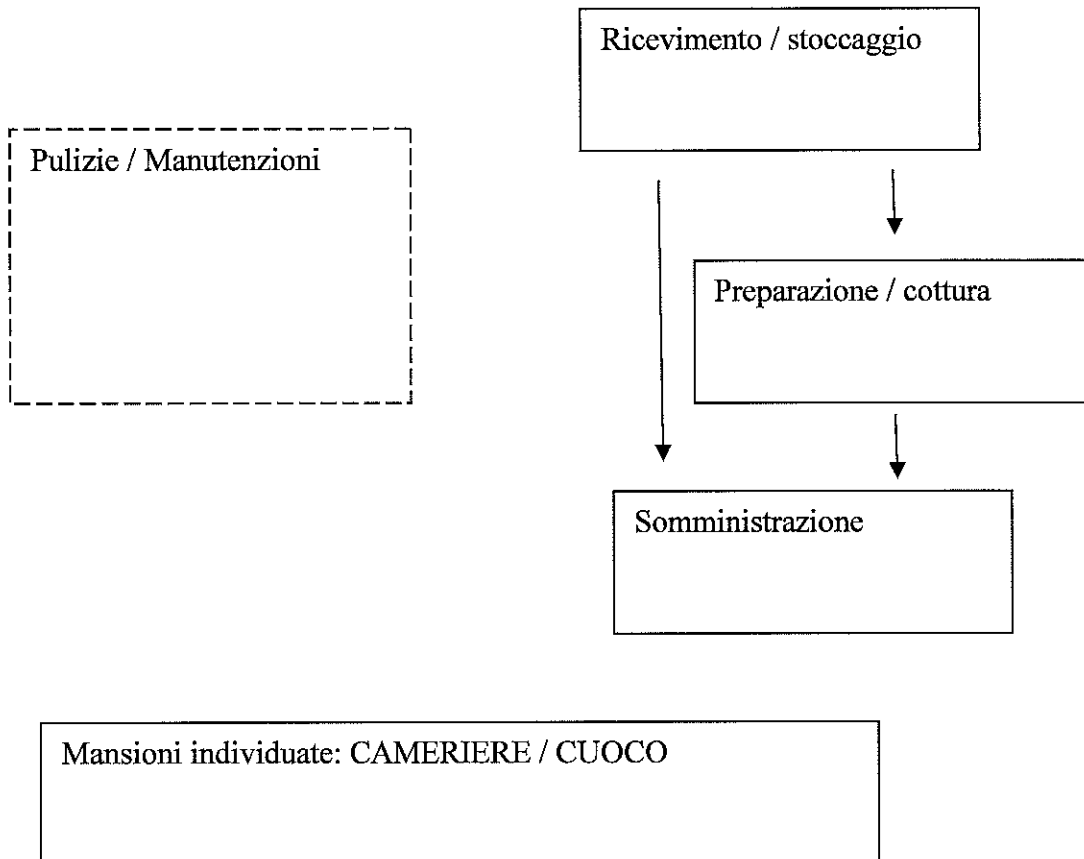 Ricevimento / stoccaggio
Pulizie / Manutenzioni
Preparazione / cottura
Somministrazione
Mansioni individuate: CAMERIERE / CUOCO